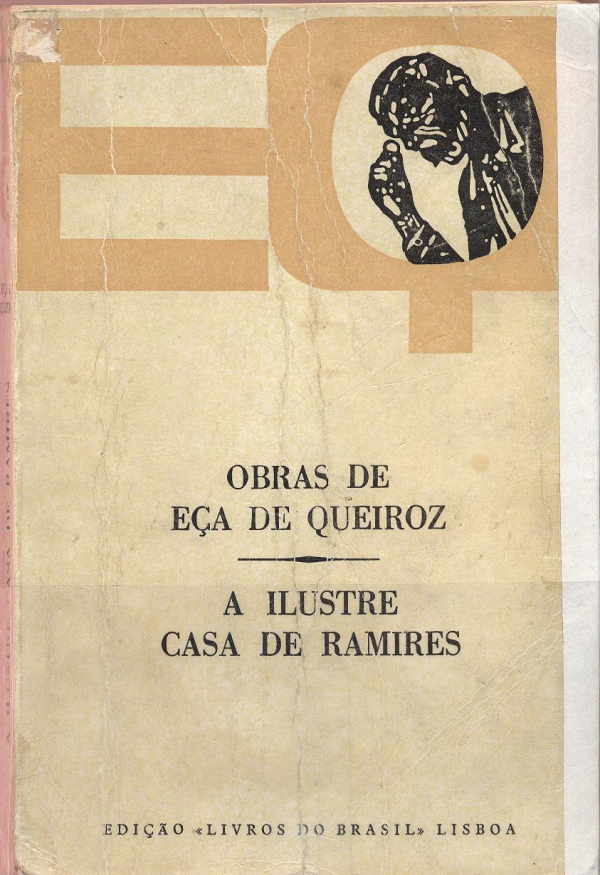 EQ
OBRAS DE
EÇA DE QUEIROZ
A ILUSTRE
CASA DE RAMIRES
EDIÇÃO «LIVROS DO BRASIL» LISBOA